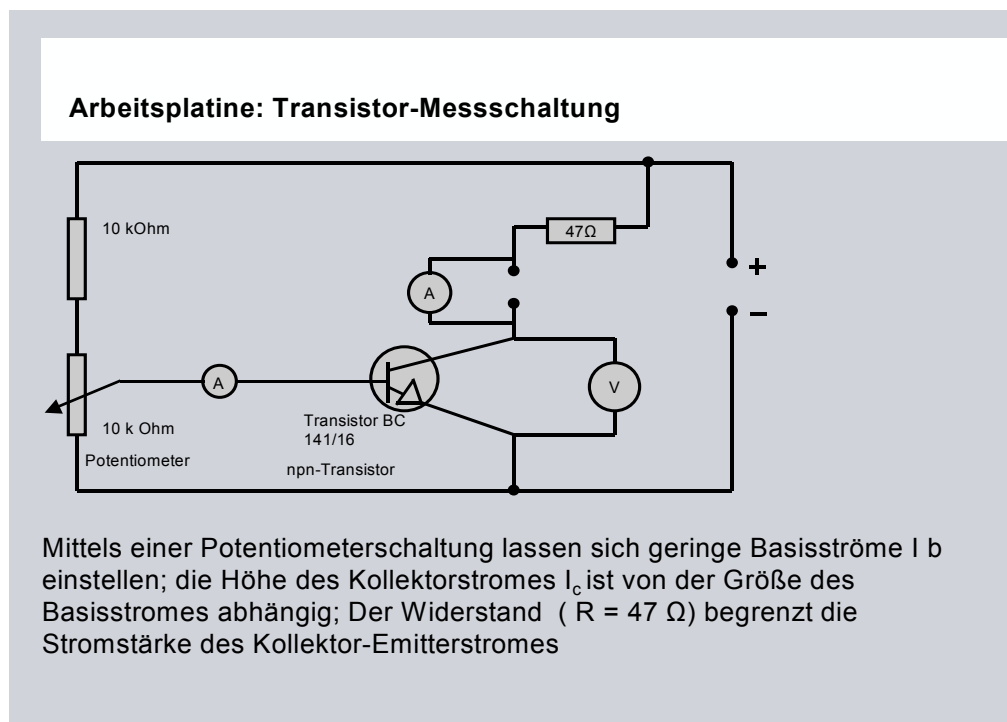 Arbeitsplatine: Transistor-Messschaltung
10 kOhm
47Ω
A
+
–
A
V
10 k Ohm
Potentiometer
Transistor BC
141/16
npn-Transistor
Mittels einer Potentiometerschaltung lassen sich geringe Basisströme I b
einstellen; die Höhe des Kollektorstromes Ic ist von der Größe des
Basisstromes abhängig; Der Widerstand ( R = 47 Ω) begrenzt die
Stromstärke des Kollektor-Emitterstromes